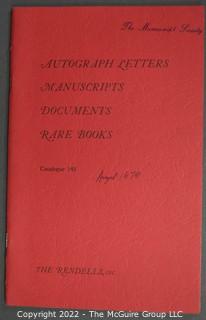 The Manuscript Society
AUTOGRAPH LETTERS
MANUSCRIPTS
DOCUMENTS
RARE BOOKS
Catalogue 145
THE RENDELLS, INC.
Copyright ©2022 - The McGuire Group LLC